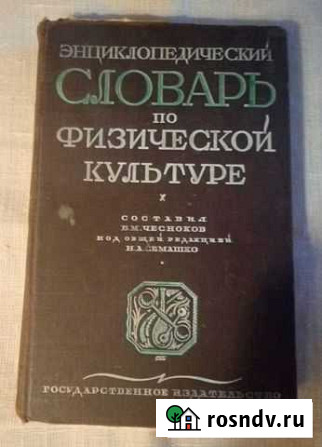 ЭНЦИКЛОПЕДИЧЕСКИЙ
СЛОВАРЬ
ПО
ФИЗИЧЕСКОЙ
КУЛЬТУРЕ
СОСТАВИЛ
Б.М.ЧЕСНОКОВ
ПОД ОБЩЕЙ РЕДАКЦИЕЙ
Н.А.СЕМАШКО
ГОСУДАРСТВЕННОЕ ИЗДАТЕЛЬСТВО
rosndv.ru